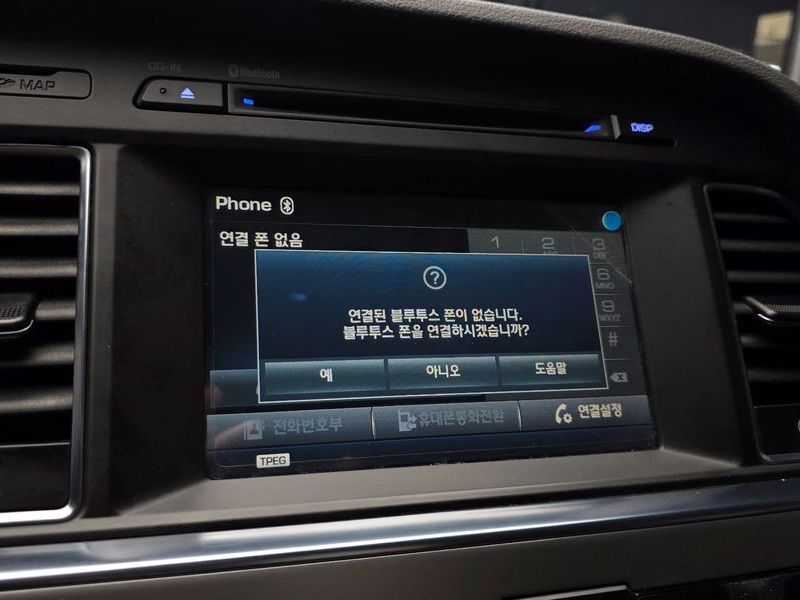 CD-IN
Bluetooth
MAP
DISP
Phone
연결 폰 없음
1 2 3
DEF
연결된 블루투스 폰이 없습니다.
블루투스 폰을 연결하시겠습니까?
6
MNO
9
WXYZ
#
예 아니오 도움말
전화번호부 휴대폰통화전환 연결설정
TPEG